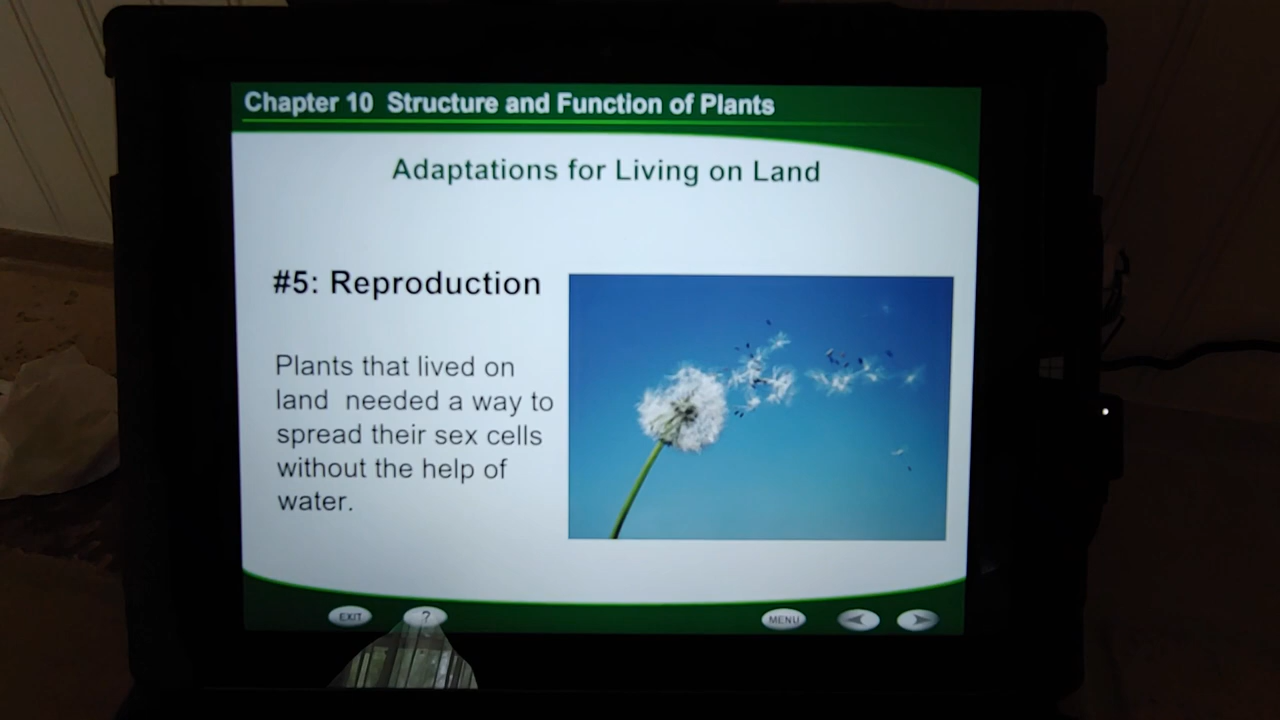 Chapter 10 Structure and Function of Plants
Adaptations for Living on Land
#5: Reproduction
Plants that lived on
land needed a way to
spread their sex cells
without the help of
water.
EXIT ? MENU